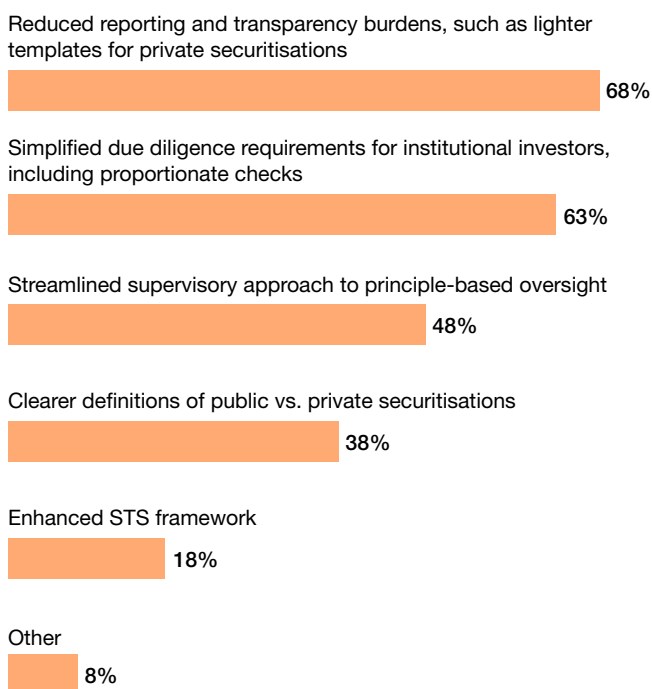 Reduced reporting and transparency burdens, such as lighter
templates for private securitisations
68%
Simplified due diligence requirements for institutional investors,
including proportionate checks
63%
Streamlined supervisory approach to principle-based oversight
48%
Clearer definitions of public vs. private securitisations
38%
Enhanced STS framework
18%
Other
8%